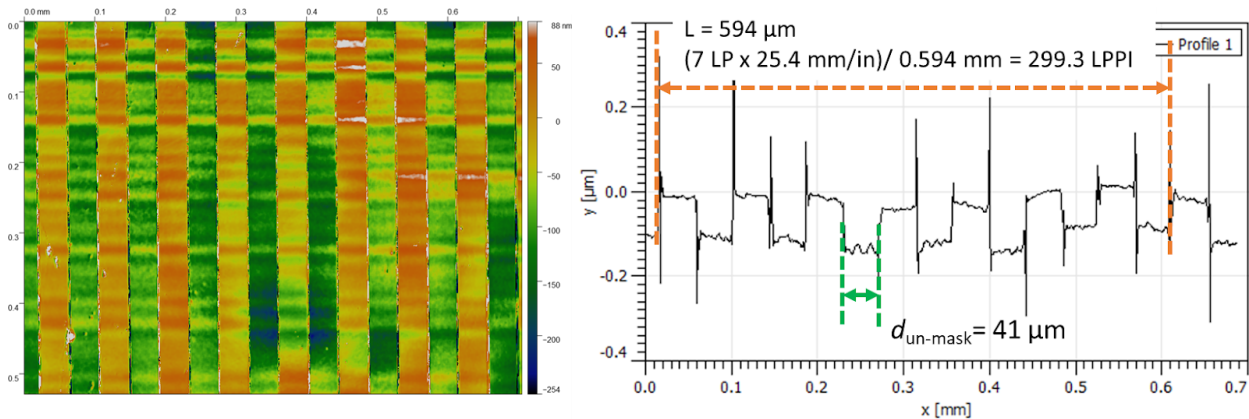 0.0 mm 0.1 0.2 0.3 0.4 0.5
0.0
0.1
0.2
0.3
0.4
0.5
88 nm
50
0
−50
−100
−150
−200
−254
L = 594 µm
(7 LP x 25.4 mm/in)/ 0.594 mm = 299.3 LPPI
Profile 1
0.4
0.2
0.0
-0.2
-0.4
y [µm]
d un-mask = 41 µm
0.0 0.1 0.2 0.3 0.4 0.5 0.6 0.7
x [mm]